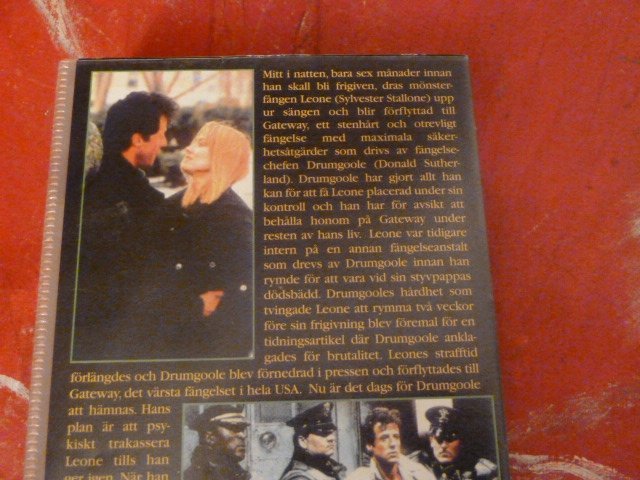 Mitt i natten, bara sex månader innan
han skall bli frigiven, dras mönster-
fången Leone (Sylvester Stallone) upp
ur sängen och blir förflyttad till
Gateway, ett stenhårt och otrevligt
fängelse med maximala säker-
hetsåtgärder som drivs av fängelse-
chefen Drumgoole (Donald Suther-
land). Drumgoole har gjort allt han
kan för att få Leone placerad under sin
kontroll och han har för avsikt att
behålla honom på Gateway under
resten av hans liv. Leone var tidigare
intern på en annan fängelseanstalt
som drevs av Drumgoole innan han
rymde för att vara vid sin styvpappas
dödsbädd. Drumgooles hårdhet som
tvingade Leone att rymma två veckor
före sin frigivning blev föremål för en
tidningsartikel där Drumgoole ankla-
gades för brutalitet. Leones strafftid
förlängdes och Drumgoole blev förnedrad i pressen och förflyttades till
Gateway, det värsta fängelset i hela USA. Nu är det dags för Drumgoole
att hämnas. Hans
plan är att psy-
kiskt trakassera
Leone tills han
ger igen. När han